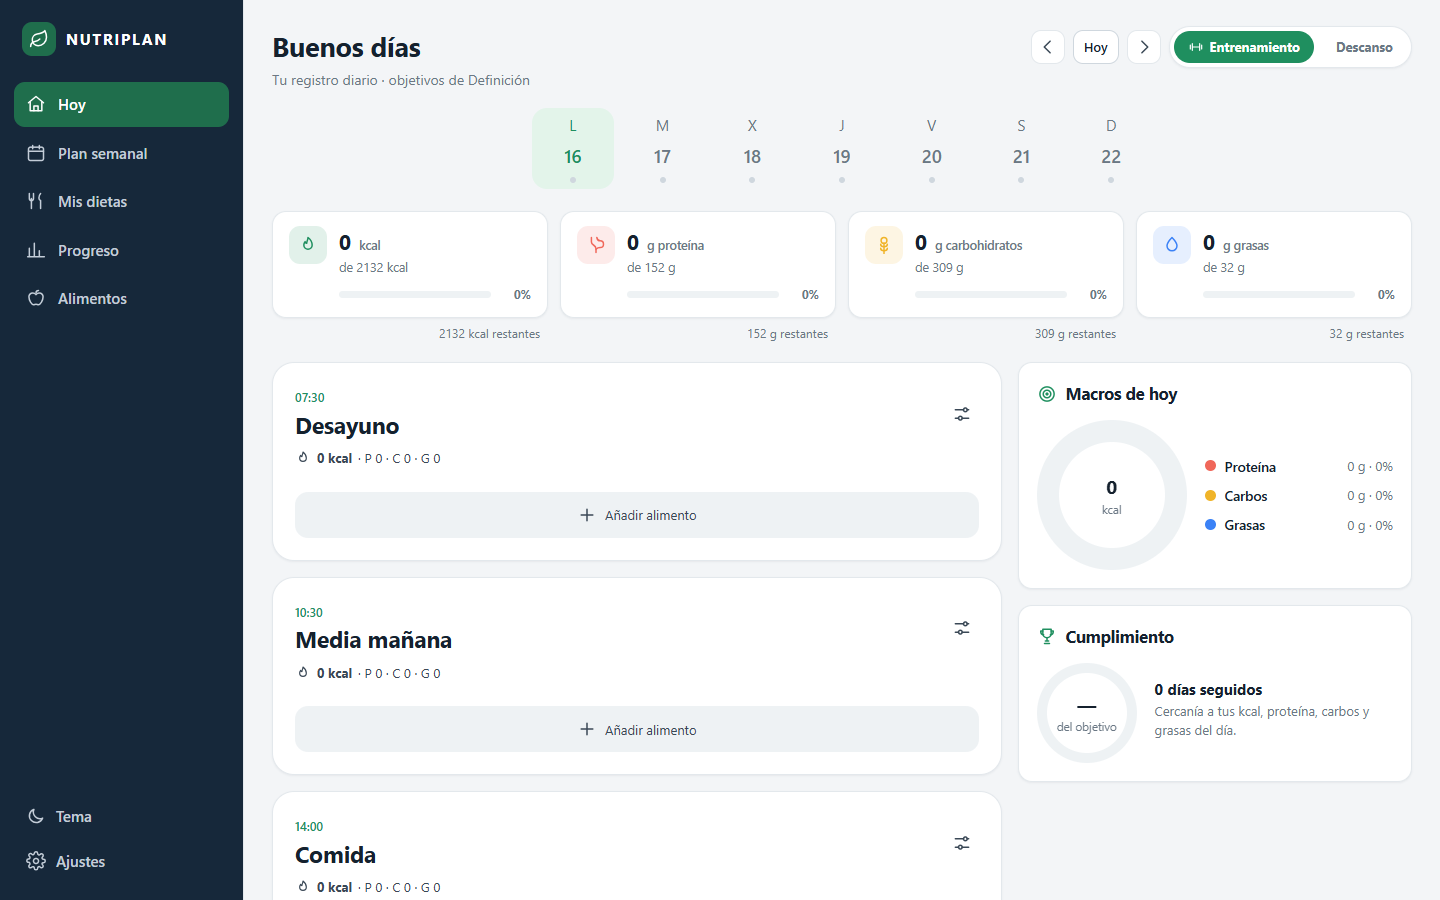 NUTRIPLAN
Hoy
Plan semanal
Mis dietas
Progreso
Alimentos
Tema
Ajustes
Buenos días
Tu registro diario · objetivos de Definición
Hoy
Entrenamiento
Descanso
L M X J V S D
16 17 18 19 20 21 22
0 kcal
de 2132 kcal
0%
2132 kcal restantes
0 g proteína
de 152 g
0%
152 g restantes
0 g carbohidratos
de 309 g
0%
309 g restantes
0 g grasas
de 32 g
0%
32 g restantes
07:30
Desayuno
0 kcal · P 0 · C 0 · G 0
Añadir alimento
10:30
Media mañana
0 kcal · P 0 · C 0 · G 0
Añadir alimento
14:00
Comida
0 kcal · P 0 · C 0 · G 0
Macros de hoy
0
kcal
Proteína 0 g · 0%
Carbos 0 g · 0%
Grasas 0 g · 0%
Cumplimiento
—
del objetivo
0 días seguidos
Cercanía a tus kcal, proteína, carbos y
grasas del día.